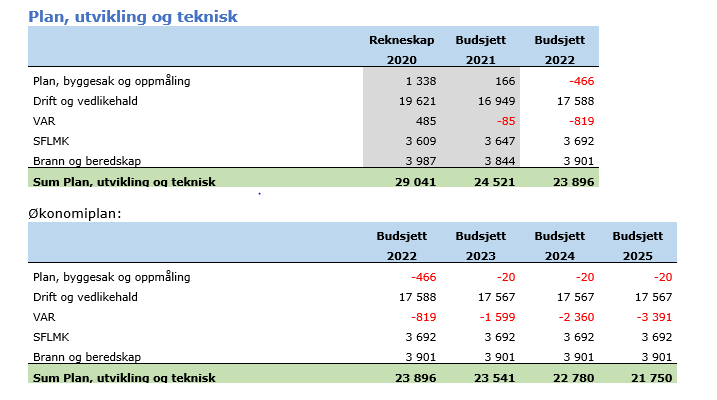 Plan, utvikling og teknisk
Rekneskap Budsjett Budsjett
2020 2021 2022
Plan, byggesak og oppmåling 1 338 166 -466
Drift og vedlikehald 19 621 16 949 17 588
VAR 485 -85 -819
SFLMK 3 609 3 647 3 692
Brann og beredskap 3 987 3 844 3 901
Sum Plan, utvikling og teknisk 29 041 24 521 23 896
.
Økonomiplan:
Budsjett Budsjett Budsjett Budsjett
2022 2023 2024 2025
Plan, byggesak og oppmåling -466 -20 -20 -20
Drift og vedlikehald 17 588 17 567 17 567 17 567
VAR -819 -1 599 -2 360 -3 391
SFLMK 3 692 3 692 3 692 3 692
Brann og beredskap 3 901 3 901 3 901 3 901
Sum Plan, utvikling og teknisk 23 896 23 541 22 780 21 750